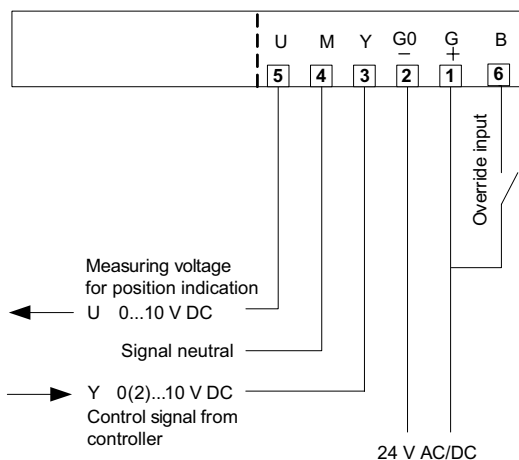 U M Y G0 G B
− +
5 4 3 2 1 6
Override input
Measuring voltage
for position indication
U 0...10 V DC
Signal neutral
Y 0(2)...10 V DC
Control signal from
controller
24 V AC/DC